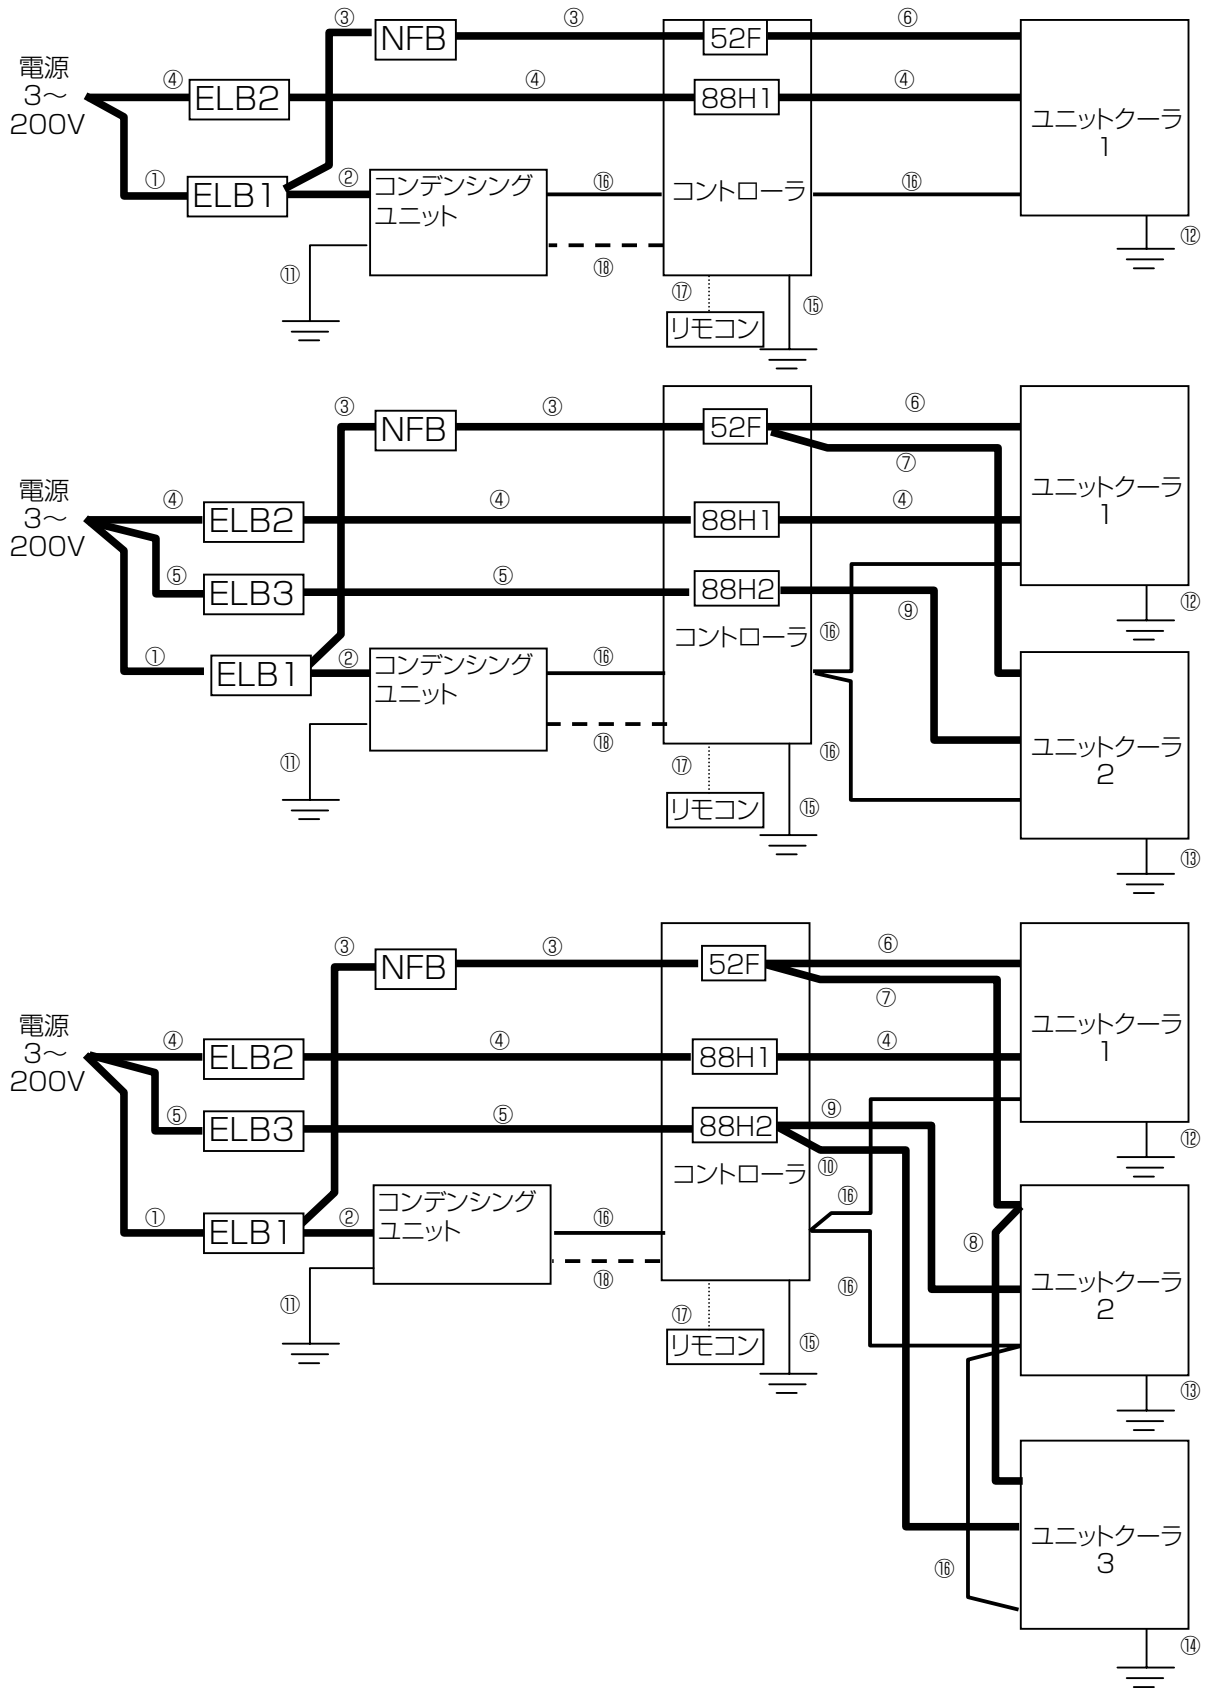 ③
③
⑥
NFB
52F
電源
3～
200V
④
ELB2
④
88H1
④
ユニットクーラ
1
①
ELB1
②
コンデンシング
ユニット
⑯
コントローラ
⑯
⑫
⑪
⑱
⑰
⑮
リモコン
③
③
⑥
NFB
52F
⑦
電源
3～
200V
④
ELB2
④
88H1
④
ユニットクーラ
1
⑤
ELB3
⑤
88H2
⑨
⑫
コントローラ
⑯
①
ELB1
②
コンデンシング
ユニット
⑯
⑱
⑯
⑪
⑰
⑮
リモコン
ユニットクーラ
2
⑬
③
③
⑥
NFB
52F
⑦
電源
3～
200V
④
ELB2
④
88H1
④
ユニットクーラ
1
⑤
ELB3
⑤
88H2
⑨
⑩
⑫
コントローラ
⑯
①
ELB1
②
コンデンシング
ユニット
⑯
⑱
⑯
⑧
⑪
⑰
⑮
リモコン
ユニットクーラ
2
⑬
ユニットクーラ
3
⑯
⑭